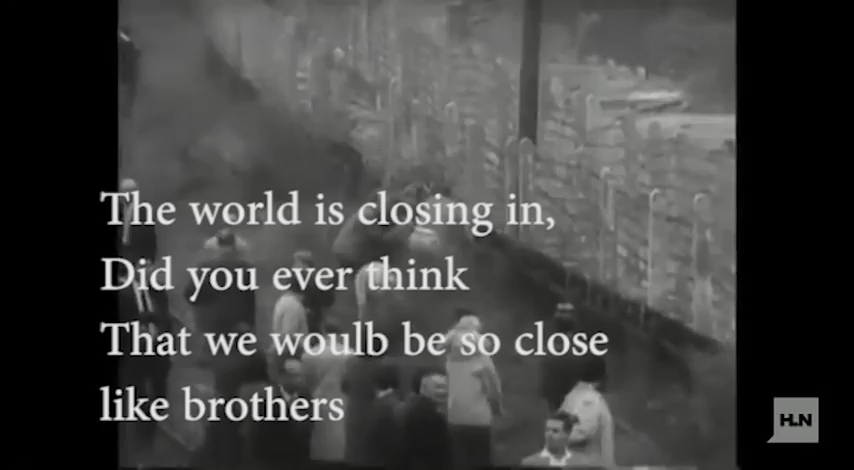 The world is closing in,
Did you ever think
That we woulb be so close
like brothers
HLN